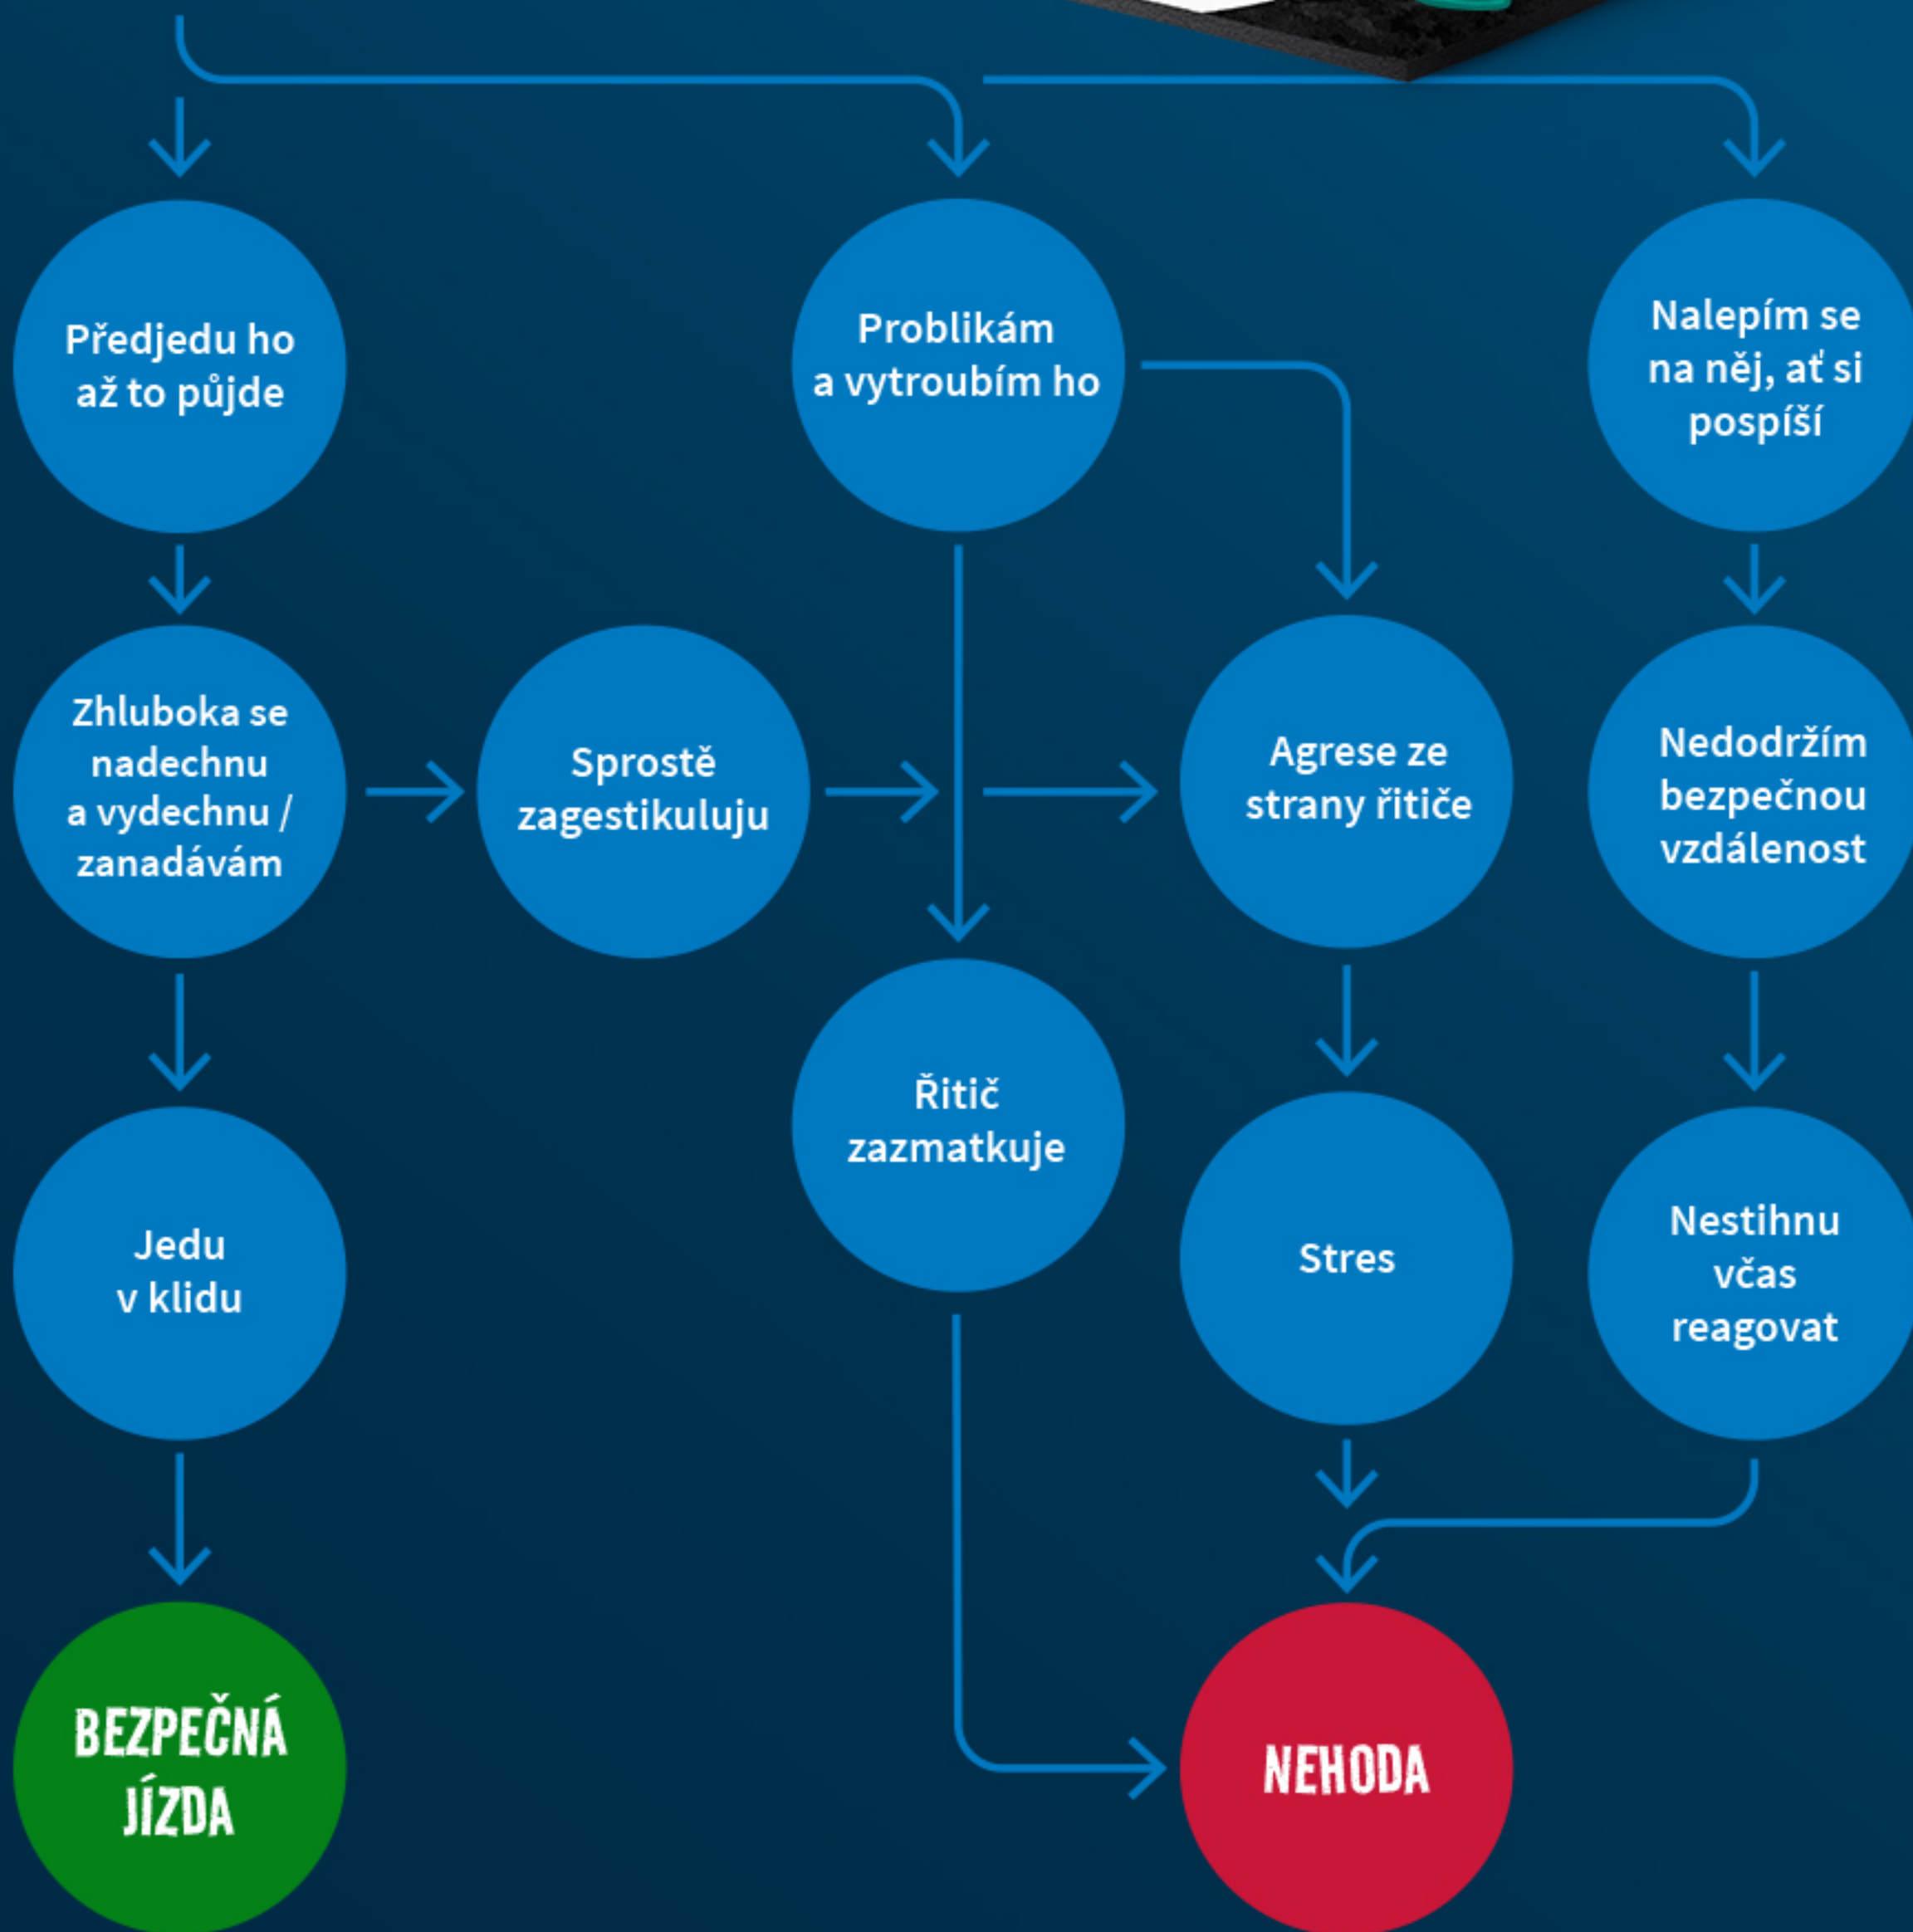 Předjedu ho
až to půjde
Problikám
a vytroubím ho
Nalepím se
na něj, ať si
pospíší
Zhluboka se
nadechnu
a vydechnu /
zanadávám
Sprostě
zagestikuluju
Agrese ze
strany řitiče
Nedodržím
bezpečnou
vzdálenost
Řitič
zazmatkuje
Jedu
v klidu
Stres
Nestihnu
včas
reagovat
BEZPEČNÁ
JÍZDA
NEHODA